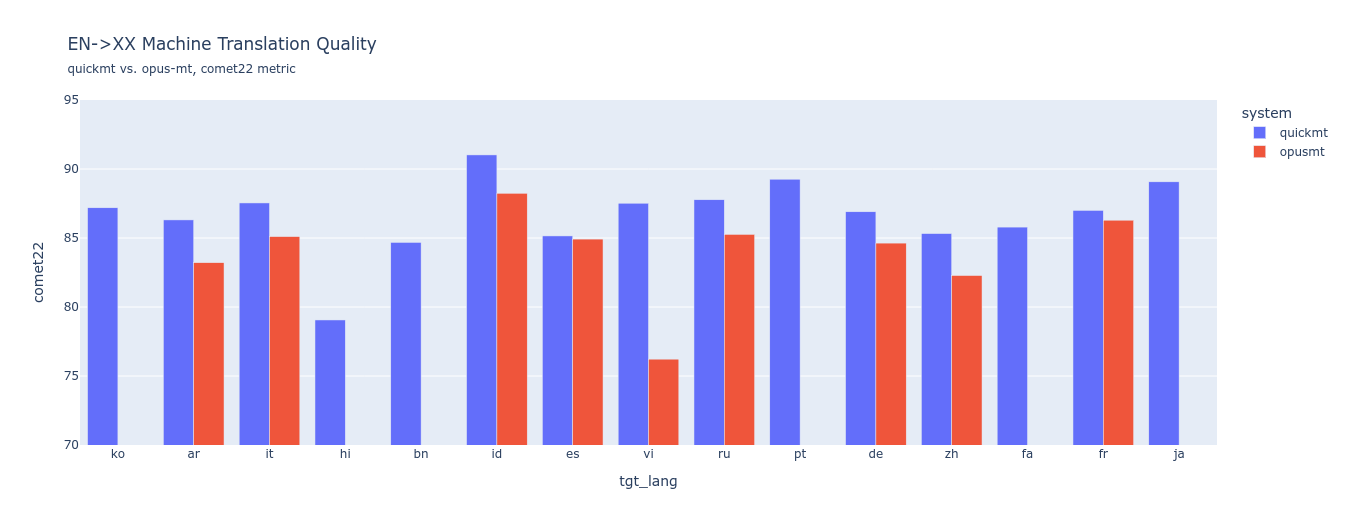 EN->XX Machine Translation Quality
quickmt vs. opus-mt, comet22 metric
system
quickmt
opusmt
comet22
95
90
85
80
75
70
ko ar it hi bn id es vi ru pt de zh fa fr ja
tgt_lang